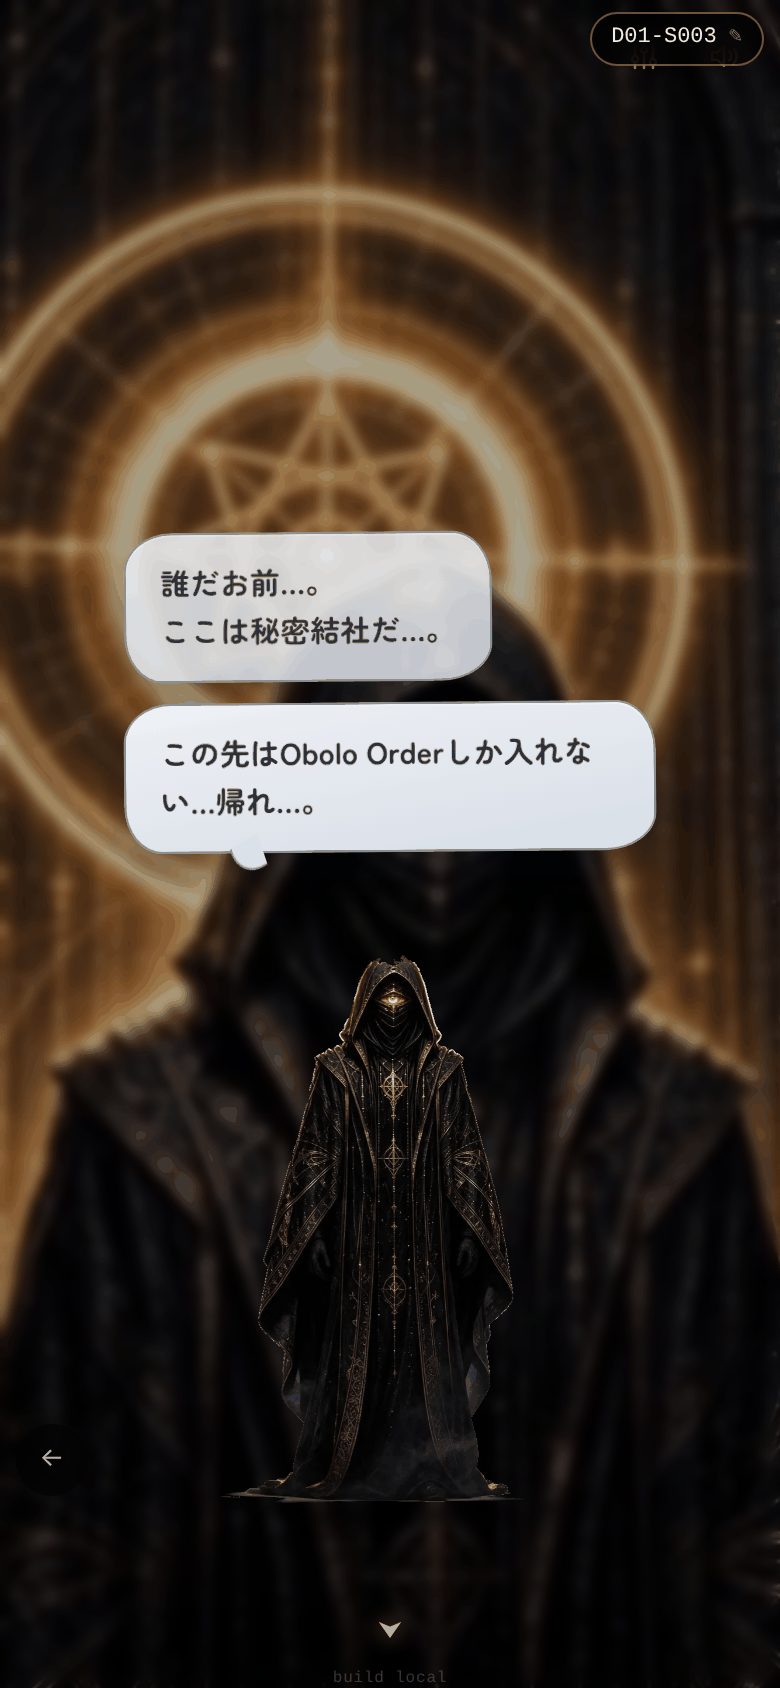 D01-S003 ✎
誰だお前...。
ここは秘密結社だ...。
この先はObolo Orderしか入れな
い...帰れ...。
build local